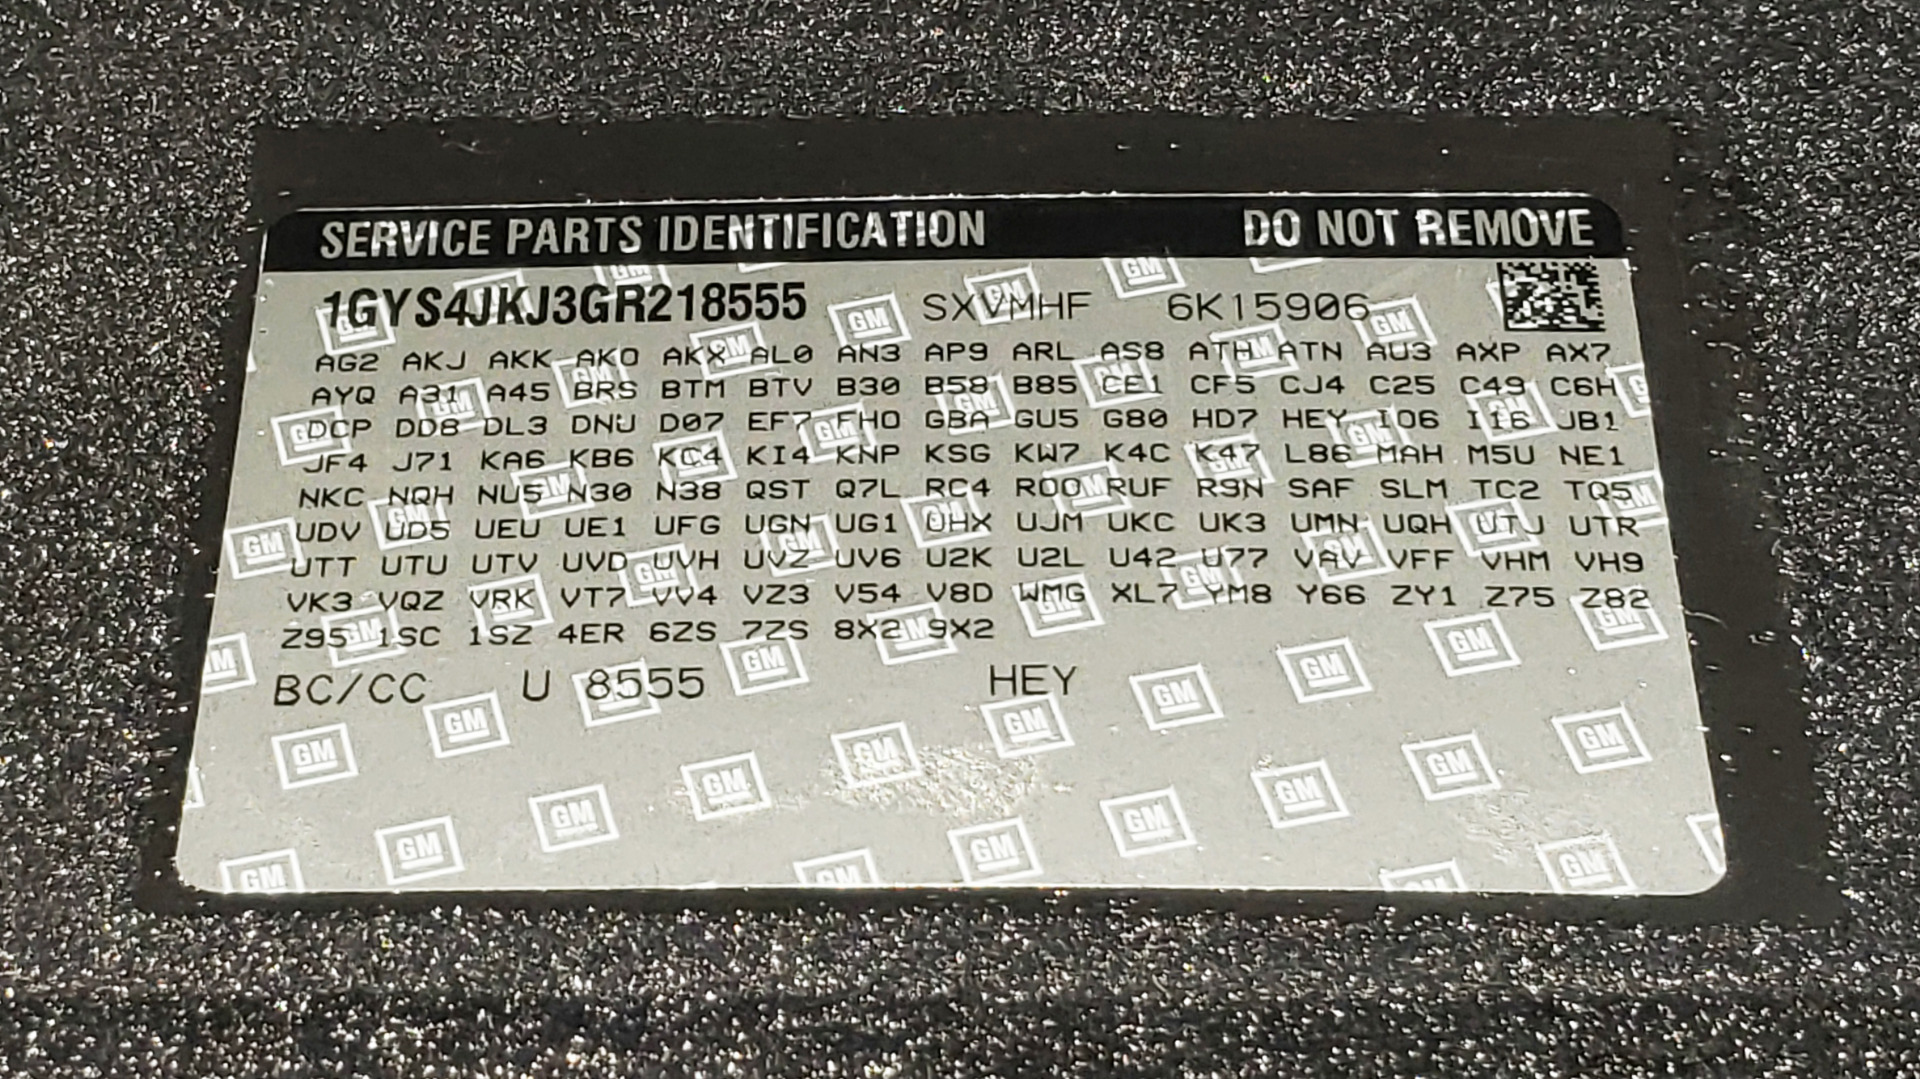 SERVICE PARTS IDENTIFICATION DO NOT REMOVE
1GYS4JKJ3GR218555 SXVMHF 6K15906
AG2 AKJ AKK AKO AKX AL0 AN3 AP9 ARL AS8 ATH ATN AU3 AXP AX7
AYQ A31 A45 BRS BTM BTV B30 B58 B85 CE1 CF5 CJ4 C25 C49 C6H
DCP DD8 DL3 DNU D07 EF7 FHO GBA GU5 G80 HD7 HEY IO6 I16 JB1
JF4 J71 KA6 KB6 KC4 KI4 KNP KSG KW7 K4C K47 L86 MAH M5U NE1
NKC NQH NU5 N30 N38 QST Q7L RC4 ROO RUF R9N SAF SLM TC2 TQ5
UDV UD5 UEU UE1 UFG UGN UG1 UHX UJM UKC UK3 UMN UQH UTJ UTR
UTT UTU UTV UVD UVH UVZ UV6 U2K U2L U42 U77 VAV VFF VHM VH9
VK3 VQZ VRK VT7 VV4 VZ3 V54 V8D WMG XL7 YM8 Y66 ZY1 Z75 Z82
Z95 1SC 1SZ 4ER 6ZS 7ZS 8X2 9X2
BC/CC U 8555 HEY